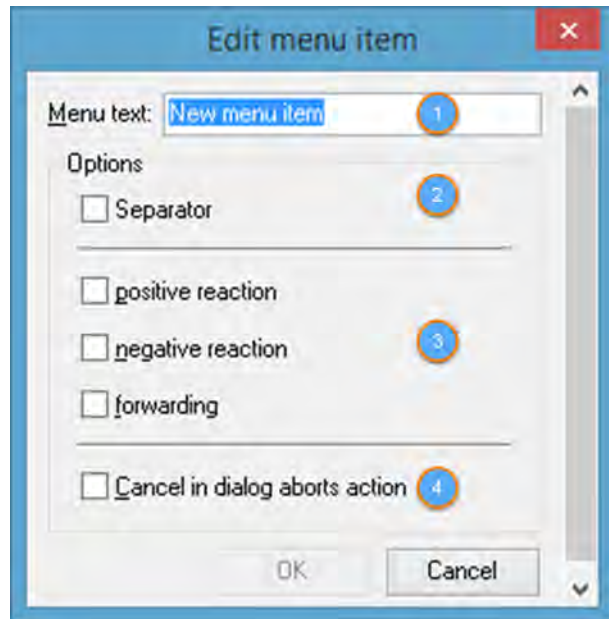 Edit menu item
Menu text: New menu item 1
Options
2
Separator
positive reaction
negative reaction 3
forwarding
Cancel in dialog aborts action 4
OK Cancel